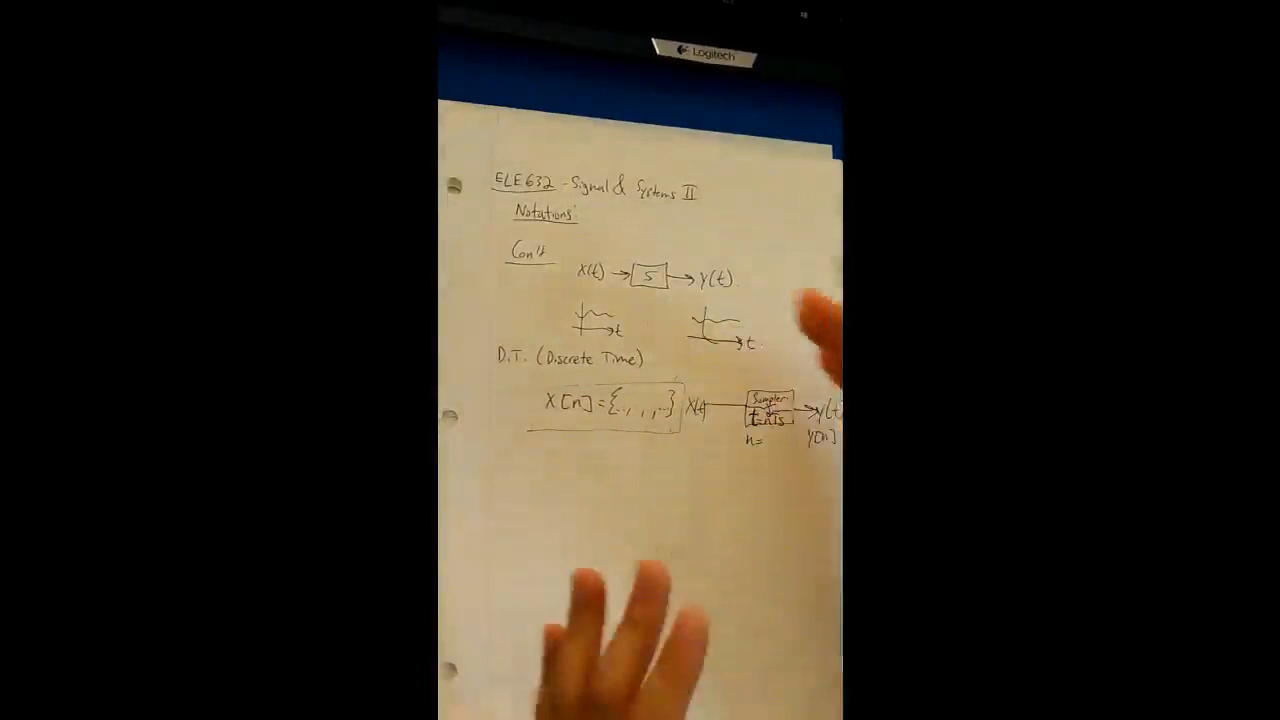 Logitech
ELE632 - Signal & Systems II
Notations:
Con't
X(t) → S → Y(t)
t t
D.T. (Discrete Time)
X[n] = {.., , , ,...} X(t) Sampler Y(t)
t=nTs
n= Y[n]